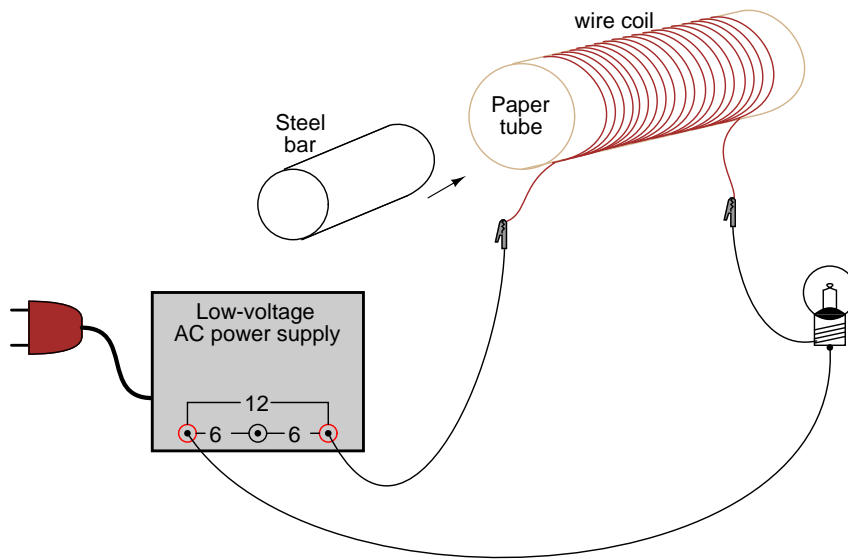 wire coil
Paper
tube
Steel
bar
Low-voltage
AC power supply
12
6 6